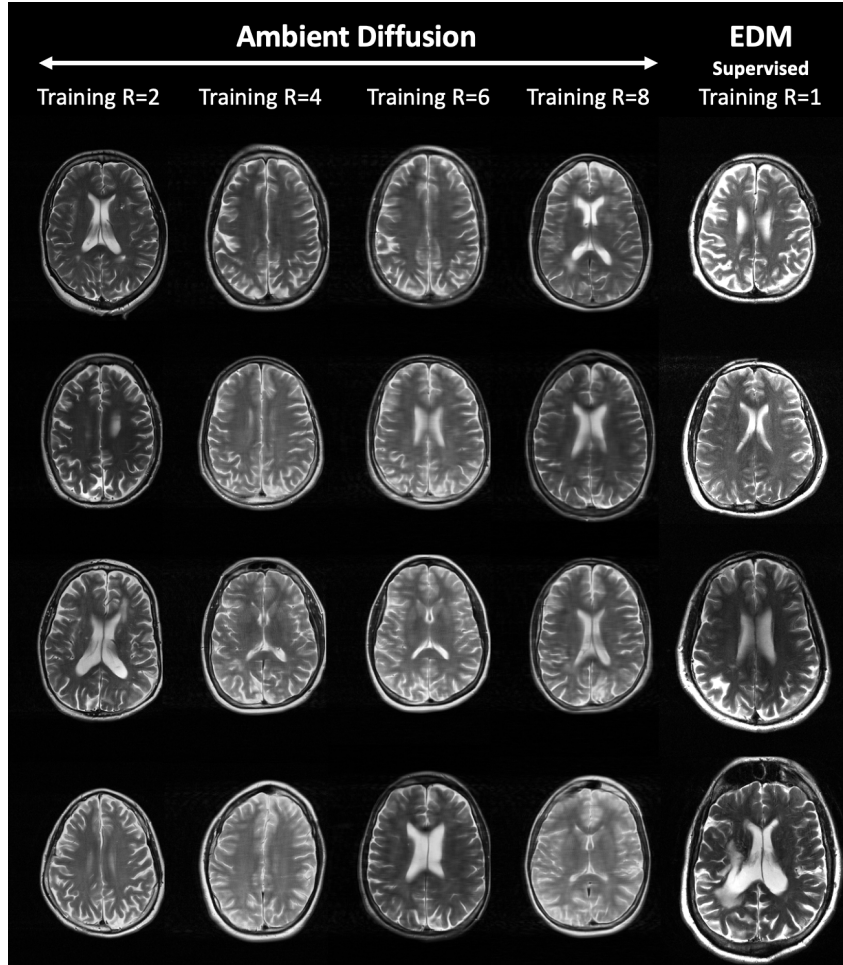 Ambient Diffusion
EDM
Supervised
Training R=2
Training R=4
Training R=6
Training R=8
Training R=1